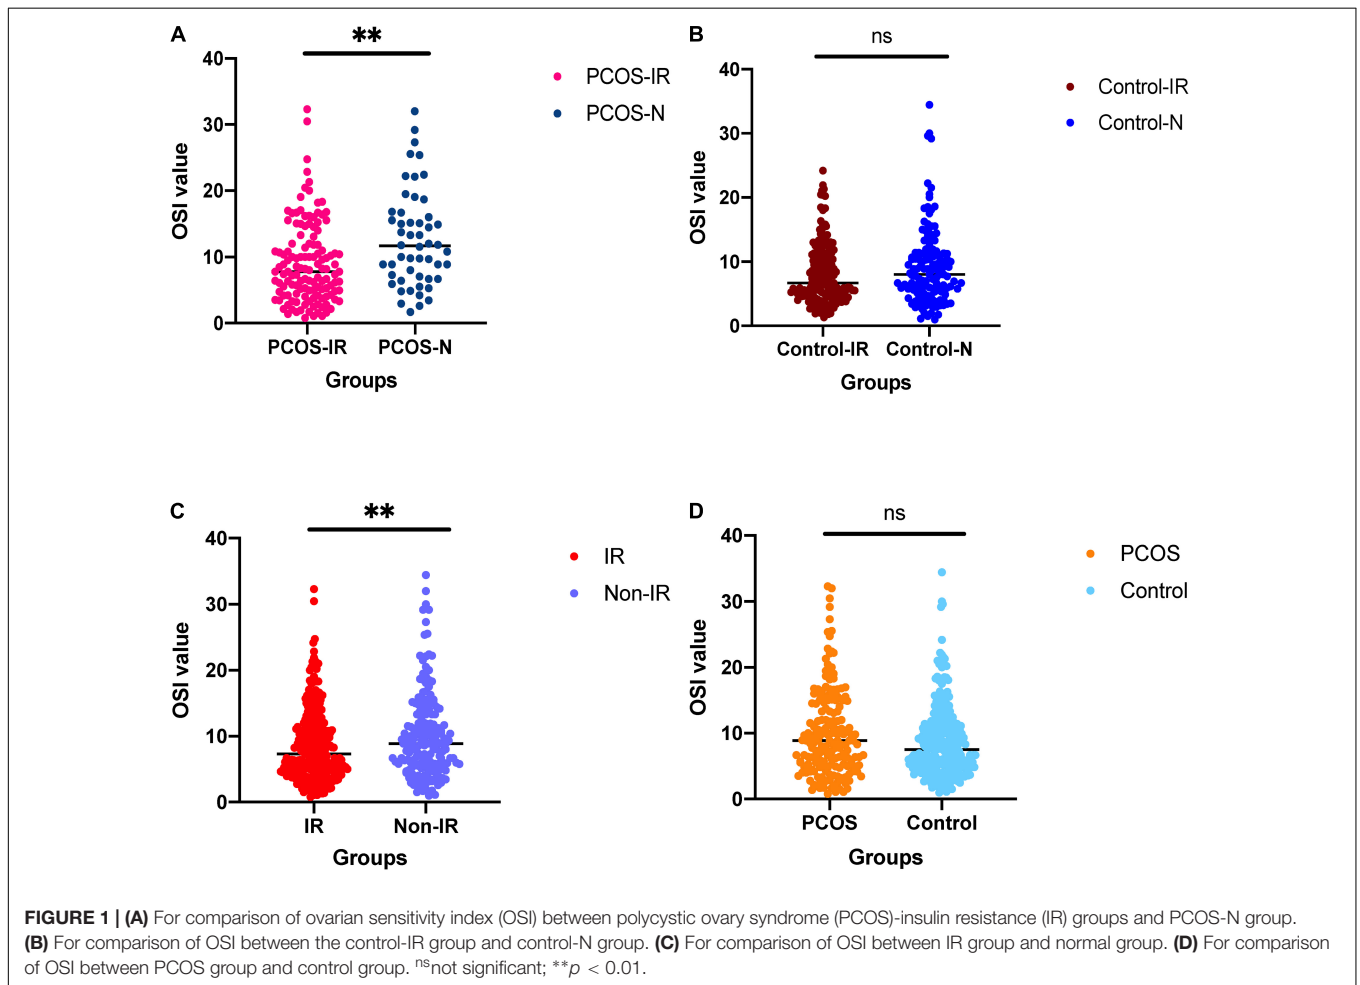 A
**
40
30
20
10
0
OSI value
PCOS-IR
PCOS-N
Groups
PCOS-IR
PCOS-N
B
ns
40
30
20
10
0
OSI value
Control-IR
Control-N
Groups
Control-IR
Control-N
C
**
40
30
20
10
0
OSI value
IR
Non-IR
Groups
IR
Non-IR
D
ns
40
30
20
10
0
OSI value
PCOS
Control
Groups
PCOS
Control
FIGURE 1 | (A) For comparison of ovarian sensitivity index (OSI) between polycystic ovary syndrome (PCOS)-insulin resistance (IR) groups and PCOS-N group.
(B) For comparison of OSI between the control-IR group and control-N group. (C) For comparison of OSI between IR group and normal group. (D) For comparison
of OSI between PCOS group and control group. nsnot significant; **p < 0.01.